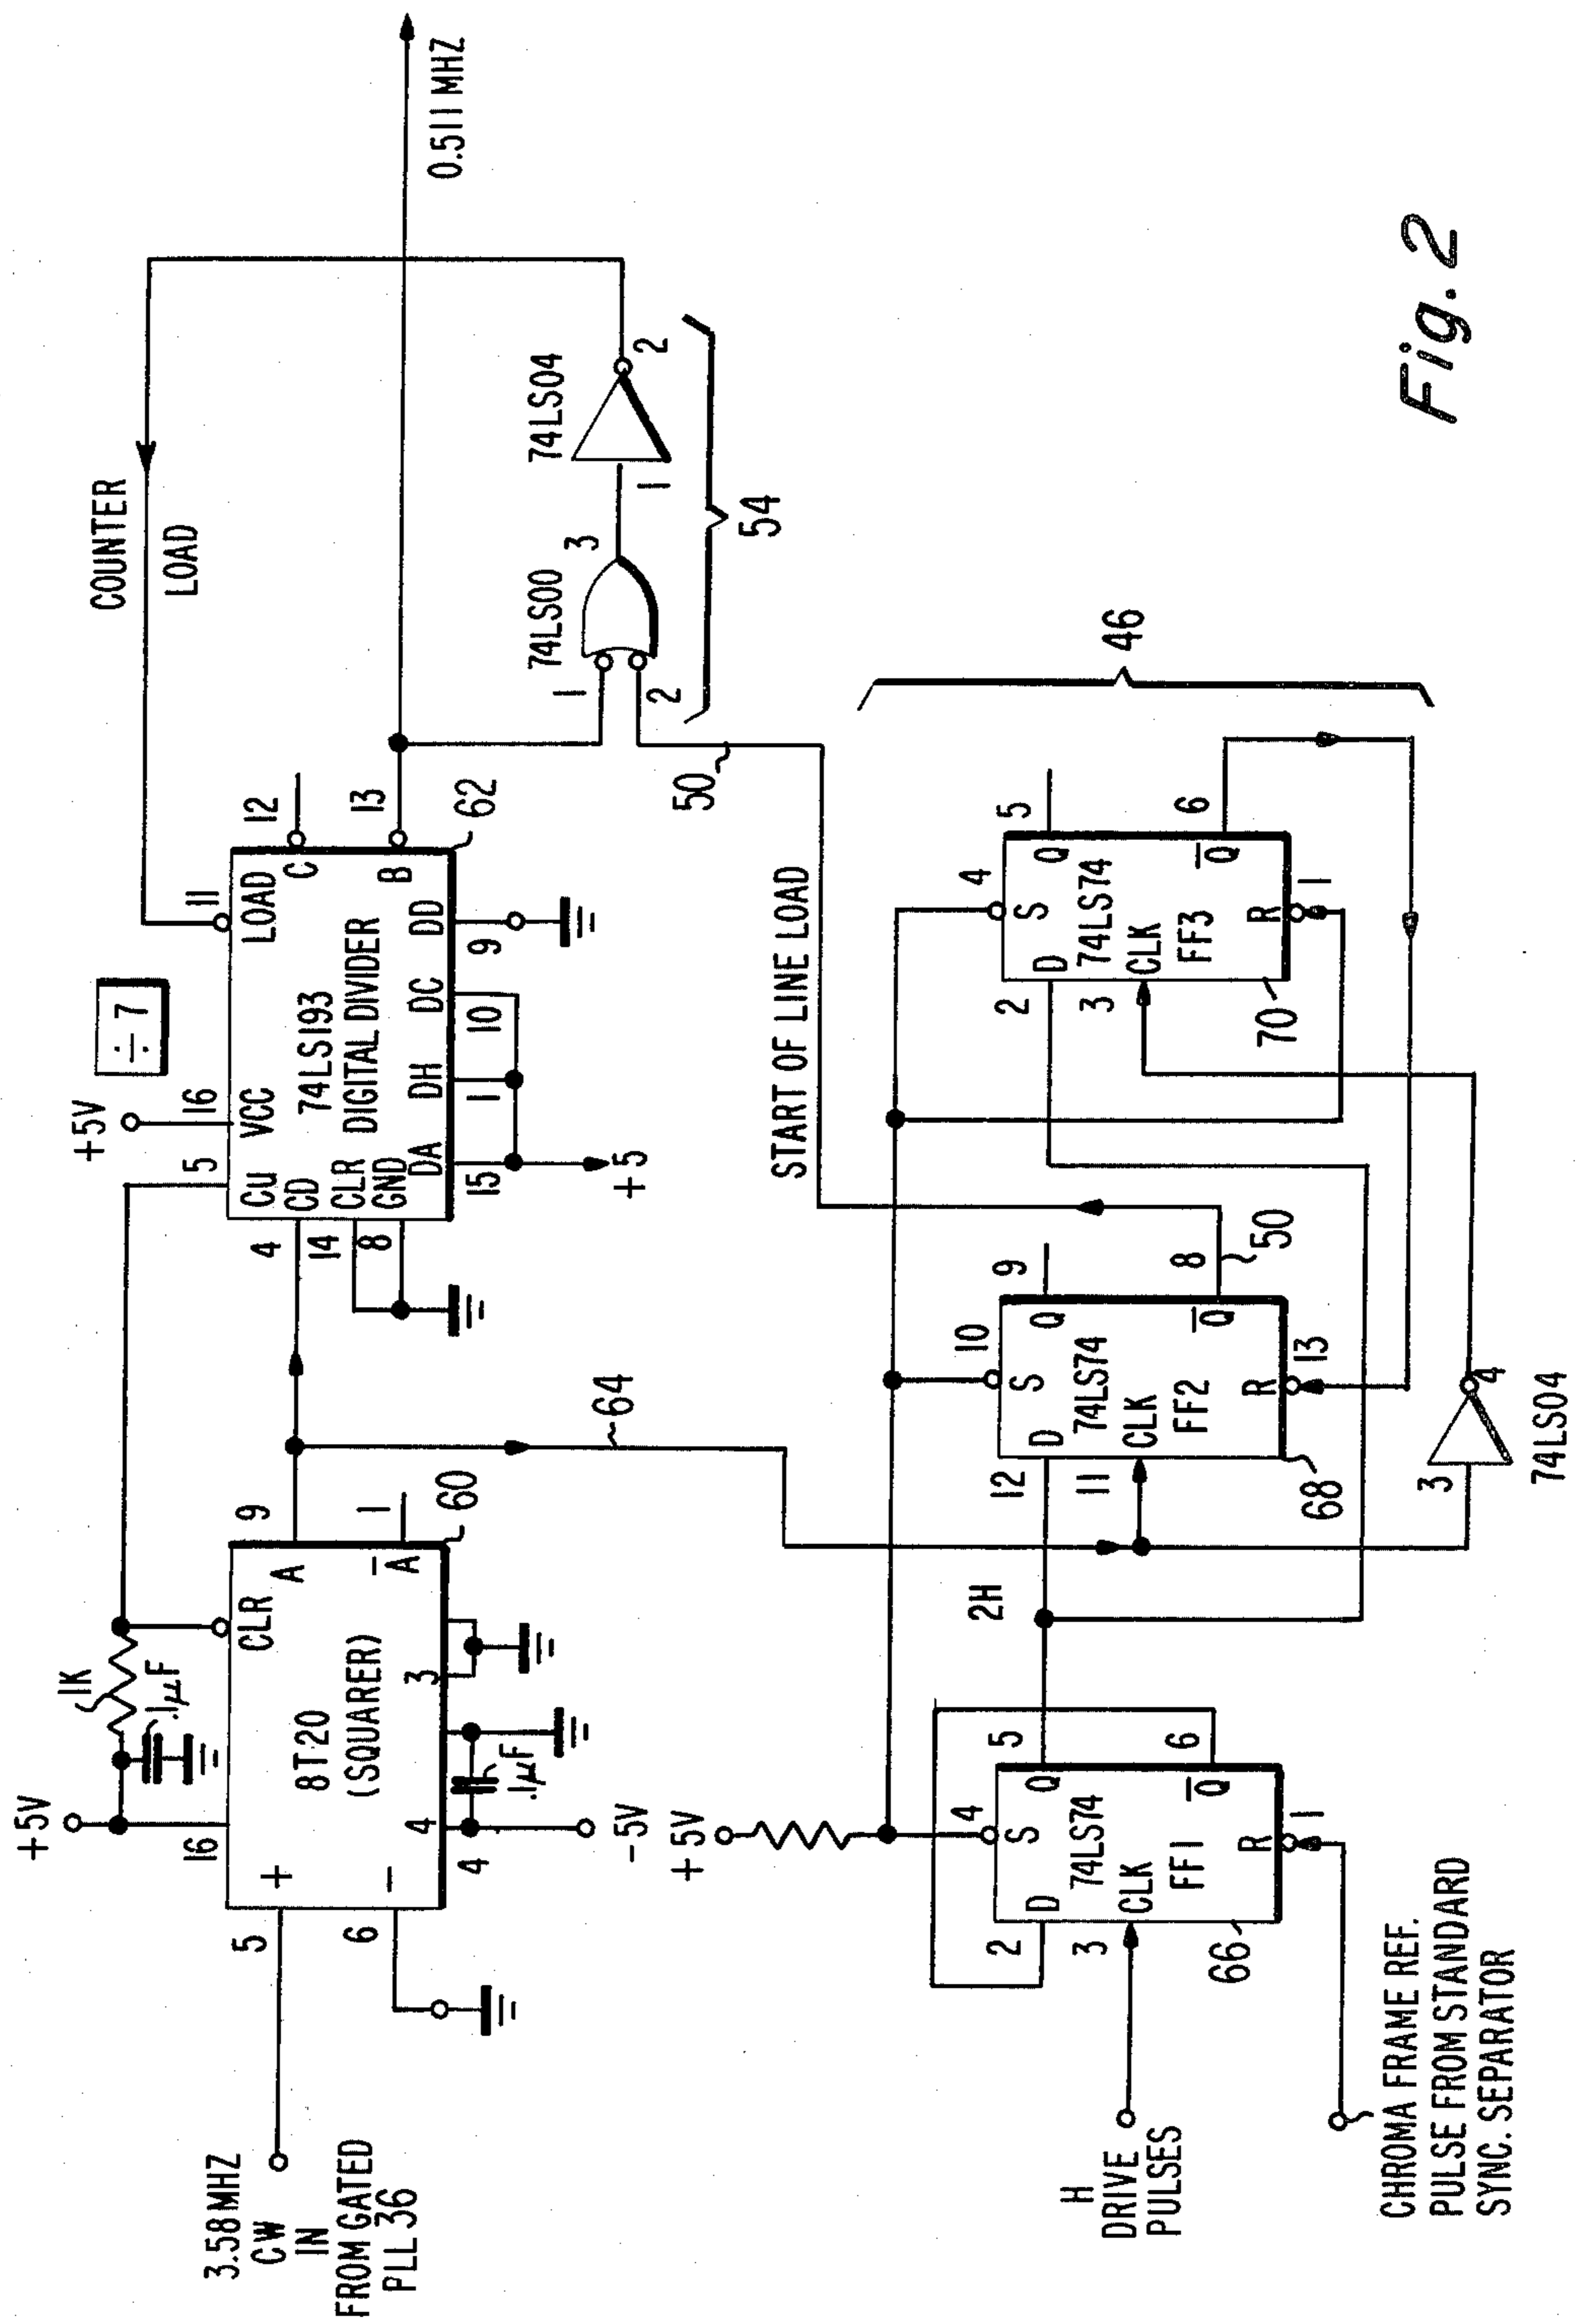 3.58MHZ
CW
IN
FROM GATED
PLL 36
+5V
1K
.1µF
16
5
+
6
−
CLR
8T20
(SQUARER)
A
9
A̅
1
60
4
4
3
.1µF
-5V
64
÷ 7
+5V
5
16
11
CU
VCC
LOAD
4
CD
14
CLR
8
GND
74LS193
DIGITAL DIVIDER
C
12
B
13
62
DA
DH
DC
DD
15
1
10
9
+5
COUNTER
LOAD
0.511 MHZ
1
2
74LS00
3
1
74LS04
2
54
50
START OF LINE LOAD
+5V
H
DRIVE
PULSES
CHROMA FRAME REF.
PULSE FROM STANDARD
SYNC. SEPARATOR
2
D
3
CLK
4
S
74LS74
FF1
Q
5
Q̅
6
R
1
66
2H
12
D
11
CLK
10
S
74LS74
FF2
Q
9
Q̅
8
50
R
13
68
3
4
74LS04
2
D
3
CLK
4
S
74LS74
FF3
Q
5
Q̅
6
R
1
70
46
Fig. 2